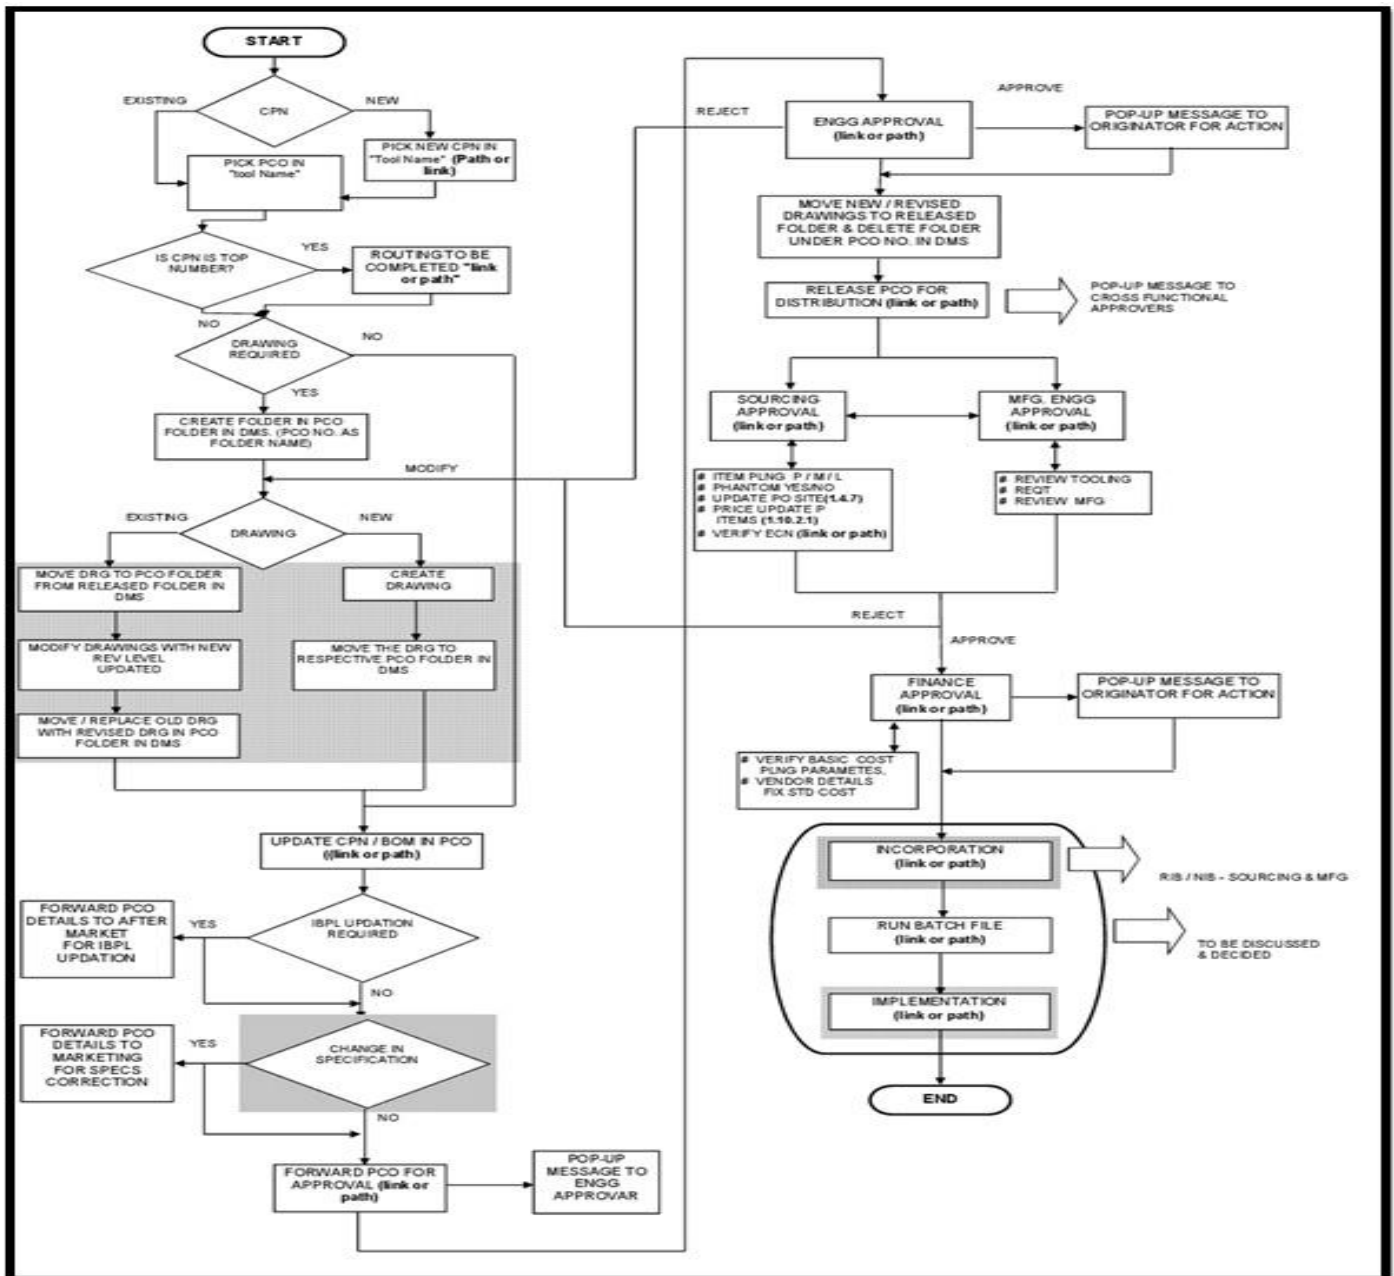 START
CPN
EXISTING
NEW
PICK NEW CPN IN
"Tool Name" (Path or
link)
PICK PCO IN
"tool Name"
IS CPN IS TOP
NUMBER?
YES
ROUTING TO BE
COMPLETED "link
or path"
NO
DRAWING
REQUIRED
NO
YES
CREATE FOLDER IN PCO
FOLDER IN DMS. (PCO NO. AS
FOLDER NAME)
MODIFY
EXISTING
DRAWING
NEW
MOVE DRG TO PCO FOLDER
FROM RELEASED FOLDER IN
DMS
CREATE
DRAWING
MODIFY DRAWINGS WITH NEW
REV LEVEL
UPDATED
MOVE THE DRG TO
RESPECTIVE PCO FOLDER IN
DMS
MOVE / REPLACE OLD DRG
WITH REVISED DRG IN PCO
FOLDER IN DMS
UPDATE CPN / BOM IN PCO
((link or path)
IBPL UPDATION
REQUIRED
YES
FORWARD PCO
DETAILS TO AFTER
MARKET
FOR IBPL
UPDATION
NO
CHANGE IN
SPECIFICATION
YES
FORWARD PCO
DETAILS TO
MARKETING
FOR SPECS
CORRECTION
NO
FORWARD PCO FOR
APPROVAL (link or
path)
POP-UP
MESSAGE TO
ENGG
APPROVAR
REJECT
ENGG APPROVAL
(link or path)
APPROVE
POP-UP MESSAGE TO
ORIGINATOR FOR ACTION
MOVE NEW / REVISED
DRAWINGS TO RELEASED
FOLDER & DELETE FOLDER
UNDER PCO NO. IN DMS
RELEASE PCO FOR
DISTRIBUTION (link or path)
POP-UP MESSAGE TO
CROSS FUNCTIONAL
APPROVERS
SOURCING
APPROVAL
(link or path)
MFG. ENGG
APPROVAL
(link or path)
# ITEM PLNG P / M / L
# PHANTOM YES/NO
# UPDATE PO SITE(1.4.7)
# PRICE UPDATE P
ITEMS (1.10.2.1)
# VERIFY ECN (link or path)
# REVIEW TOOLING
# REQT
# REVIEW MFG
REJECT
APPROVE
FINANCE
APPROVAL
(link or path)
POP-UP MESSAGE TO
ORIGINATOR FOR ACTION
# VERIFY BASIC COST
PLNG PARAMETES,
# VENDOR DETAILS
FIX STD COST
INCORPORATION
(link or path)
RIB / NIB - SOURCING & MFG
RUN BATCH FILE
(link or path)
TO BE DISCUSSED
& DECIDED
IMPLEMENTATION
(link or path)
END